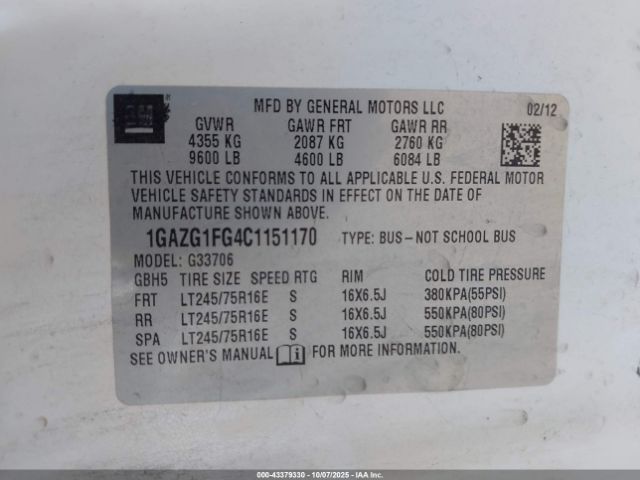 GM
MFD BY GENERAL MOTORS LLC 02/12
GVWR GAWR FRT GAWR RR
4355 KG 2087 KG 2760 KG
9600 LB 4600 LB 6084 LB
THIS VEHICLE CONFORMS TO ALL APPLICABLE U.S. FEDERAL MOTOR
VEHICLE SAFETY STANDARDS IN EFFECT ON THE DATE OF
MANUFACTURE SHOWN ABOVE.
1GAZG1FG4C1151170 TYPE: BUS-NOT SCHOOL BUS
MODEL: G33706
GBH5 TIRE SIZE SPEED RTG RIM COLD TIRE PRESSURE
FRT LT245/75R16E S 16X6.5J 380KPA(55PSI)
RR LT245/75R16E S 16X6.5J 550KPA(80PSI)
SPA LT245/75R16E S 16X6.5J 550KPA(80PSI)
SEE OWNER'S MANUAL FOR MORE INFORMATION.
000-43379330 - 10/07/2025 - COPYRIGHT © IAA, LLC.